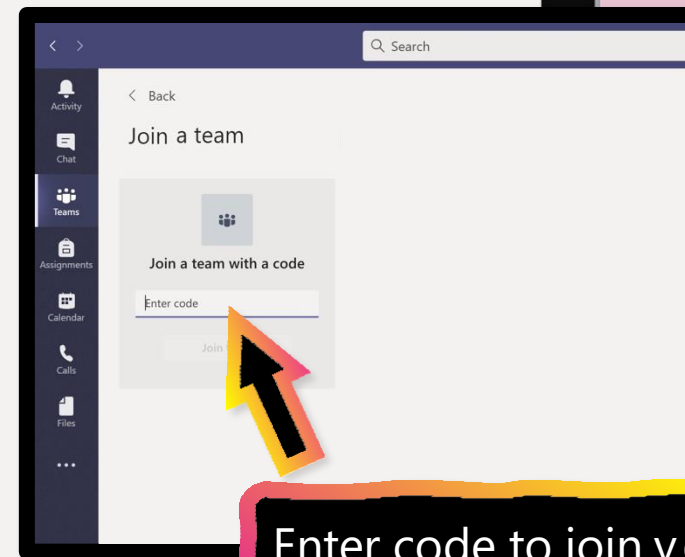 Search
Activity
Back
Join a team
Chat
Teams
Assignments
Join a team with a code
Enter code
Calendar
Join
Calls
Files
Enter code to join